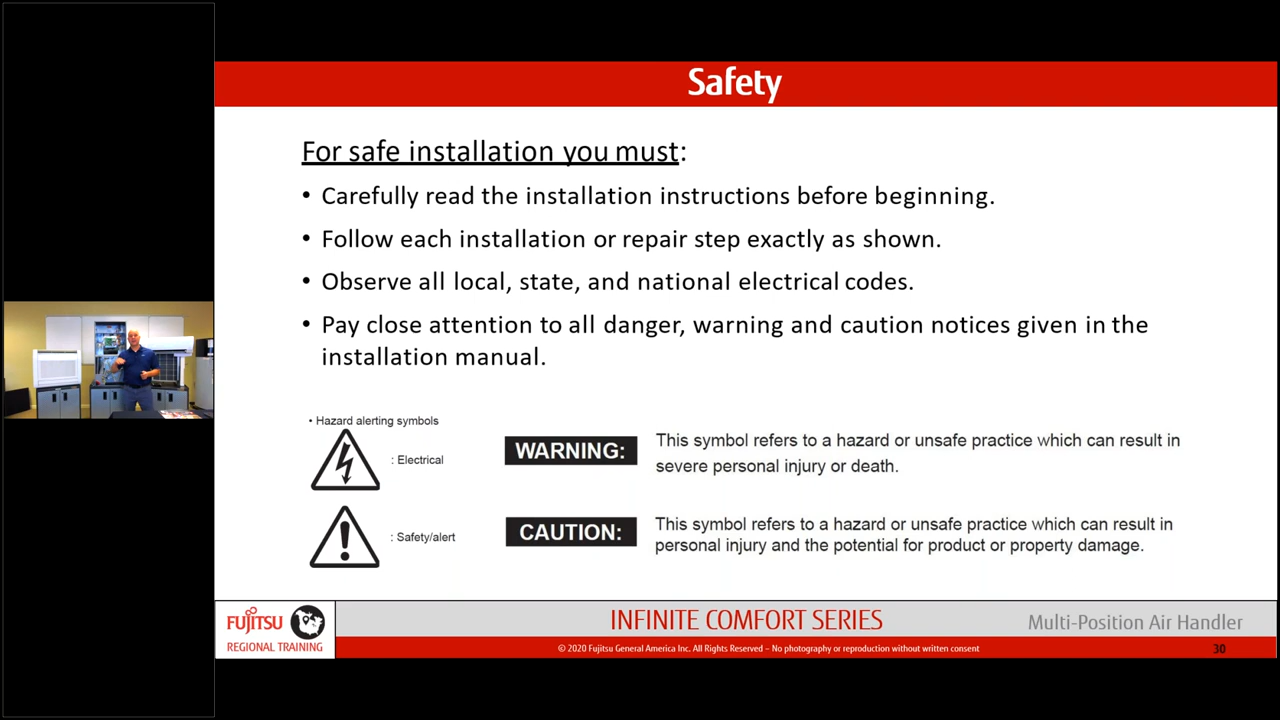 Safety
For safe installation you must:
• Carefully read the installation instructions before beginning.
• Follow each installation or repair step exactly as shown.
• Observe all local, state, and national electrical codes.
• Pay close attention to all danger, warning and caution notices given in the
installation manual.
• Hazard alerting symbols
: Electrical
WARNING:
This symbol refers to a hazard or unsafe practice which can result in
severe personal injury or death.
: Safety/alert
CAUTION:
This symbol refers to a hazard or unsafe practice which can result in
personal injury and the potential for product or property damage.
FUJITSU
REGIONAL TRAINING
INFINITE COMFORT SERIES
Multi-Position Air Handler
© 2020 Fujitsu General America Inc. All Rights Reserved – No photography or reproduction without written consent
30